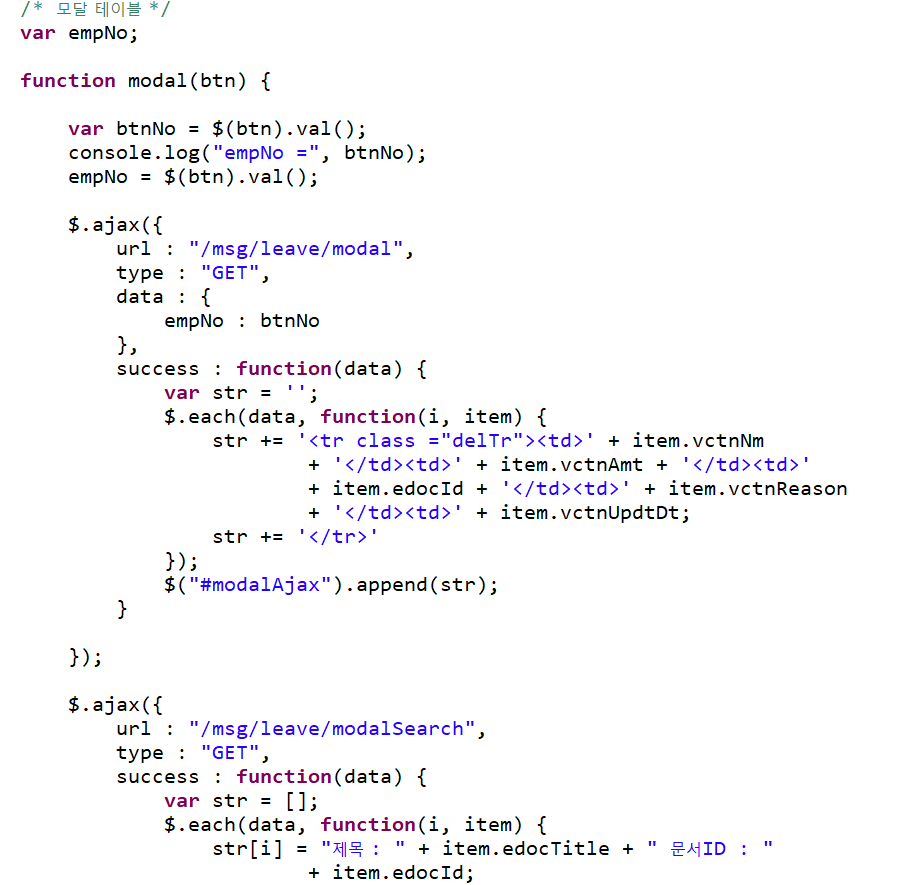 /* 모달 테이블 */
var empNo;
function modal(btn) {
var btnNo = $(btn).val();
console.log("empNo =", btnNo);
empNo = $(btn).val();
$.ajax({
url : "/msg/leave/modal",
type : "GET",
data : {
empNo : btnNo
},
success : function(data) {
var str = '';
$.each(data, function(i, item) {
str += '<tr class ="delTr"><td>' + item.vctnNm
+ '</td><td>' + item.vctnAmt + '</td><td>'
+ item.edocId + '</td><td>' + item.vctnReason
+ '</td><td>' + item.vctnUpdtDt;
str += '</tr>'
});
$("#modalAjax").append(str);
}
});
$.ajax({
url : "/msg/leave/modalSearch",
type : "GET",
success : function(data) {
var str = [];
$.each(data, function(i, item) {
str[i] = "제목 : " + item.edocTitle + " 문서ID : "
+ item.edocId;